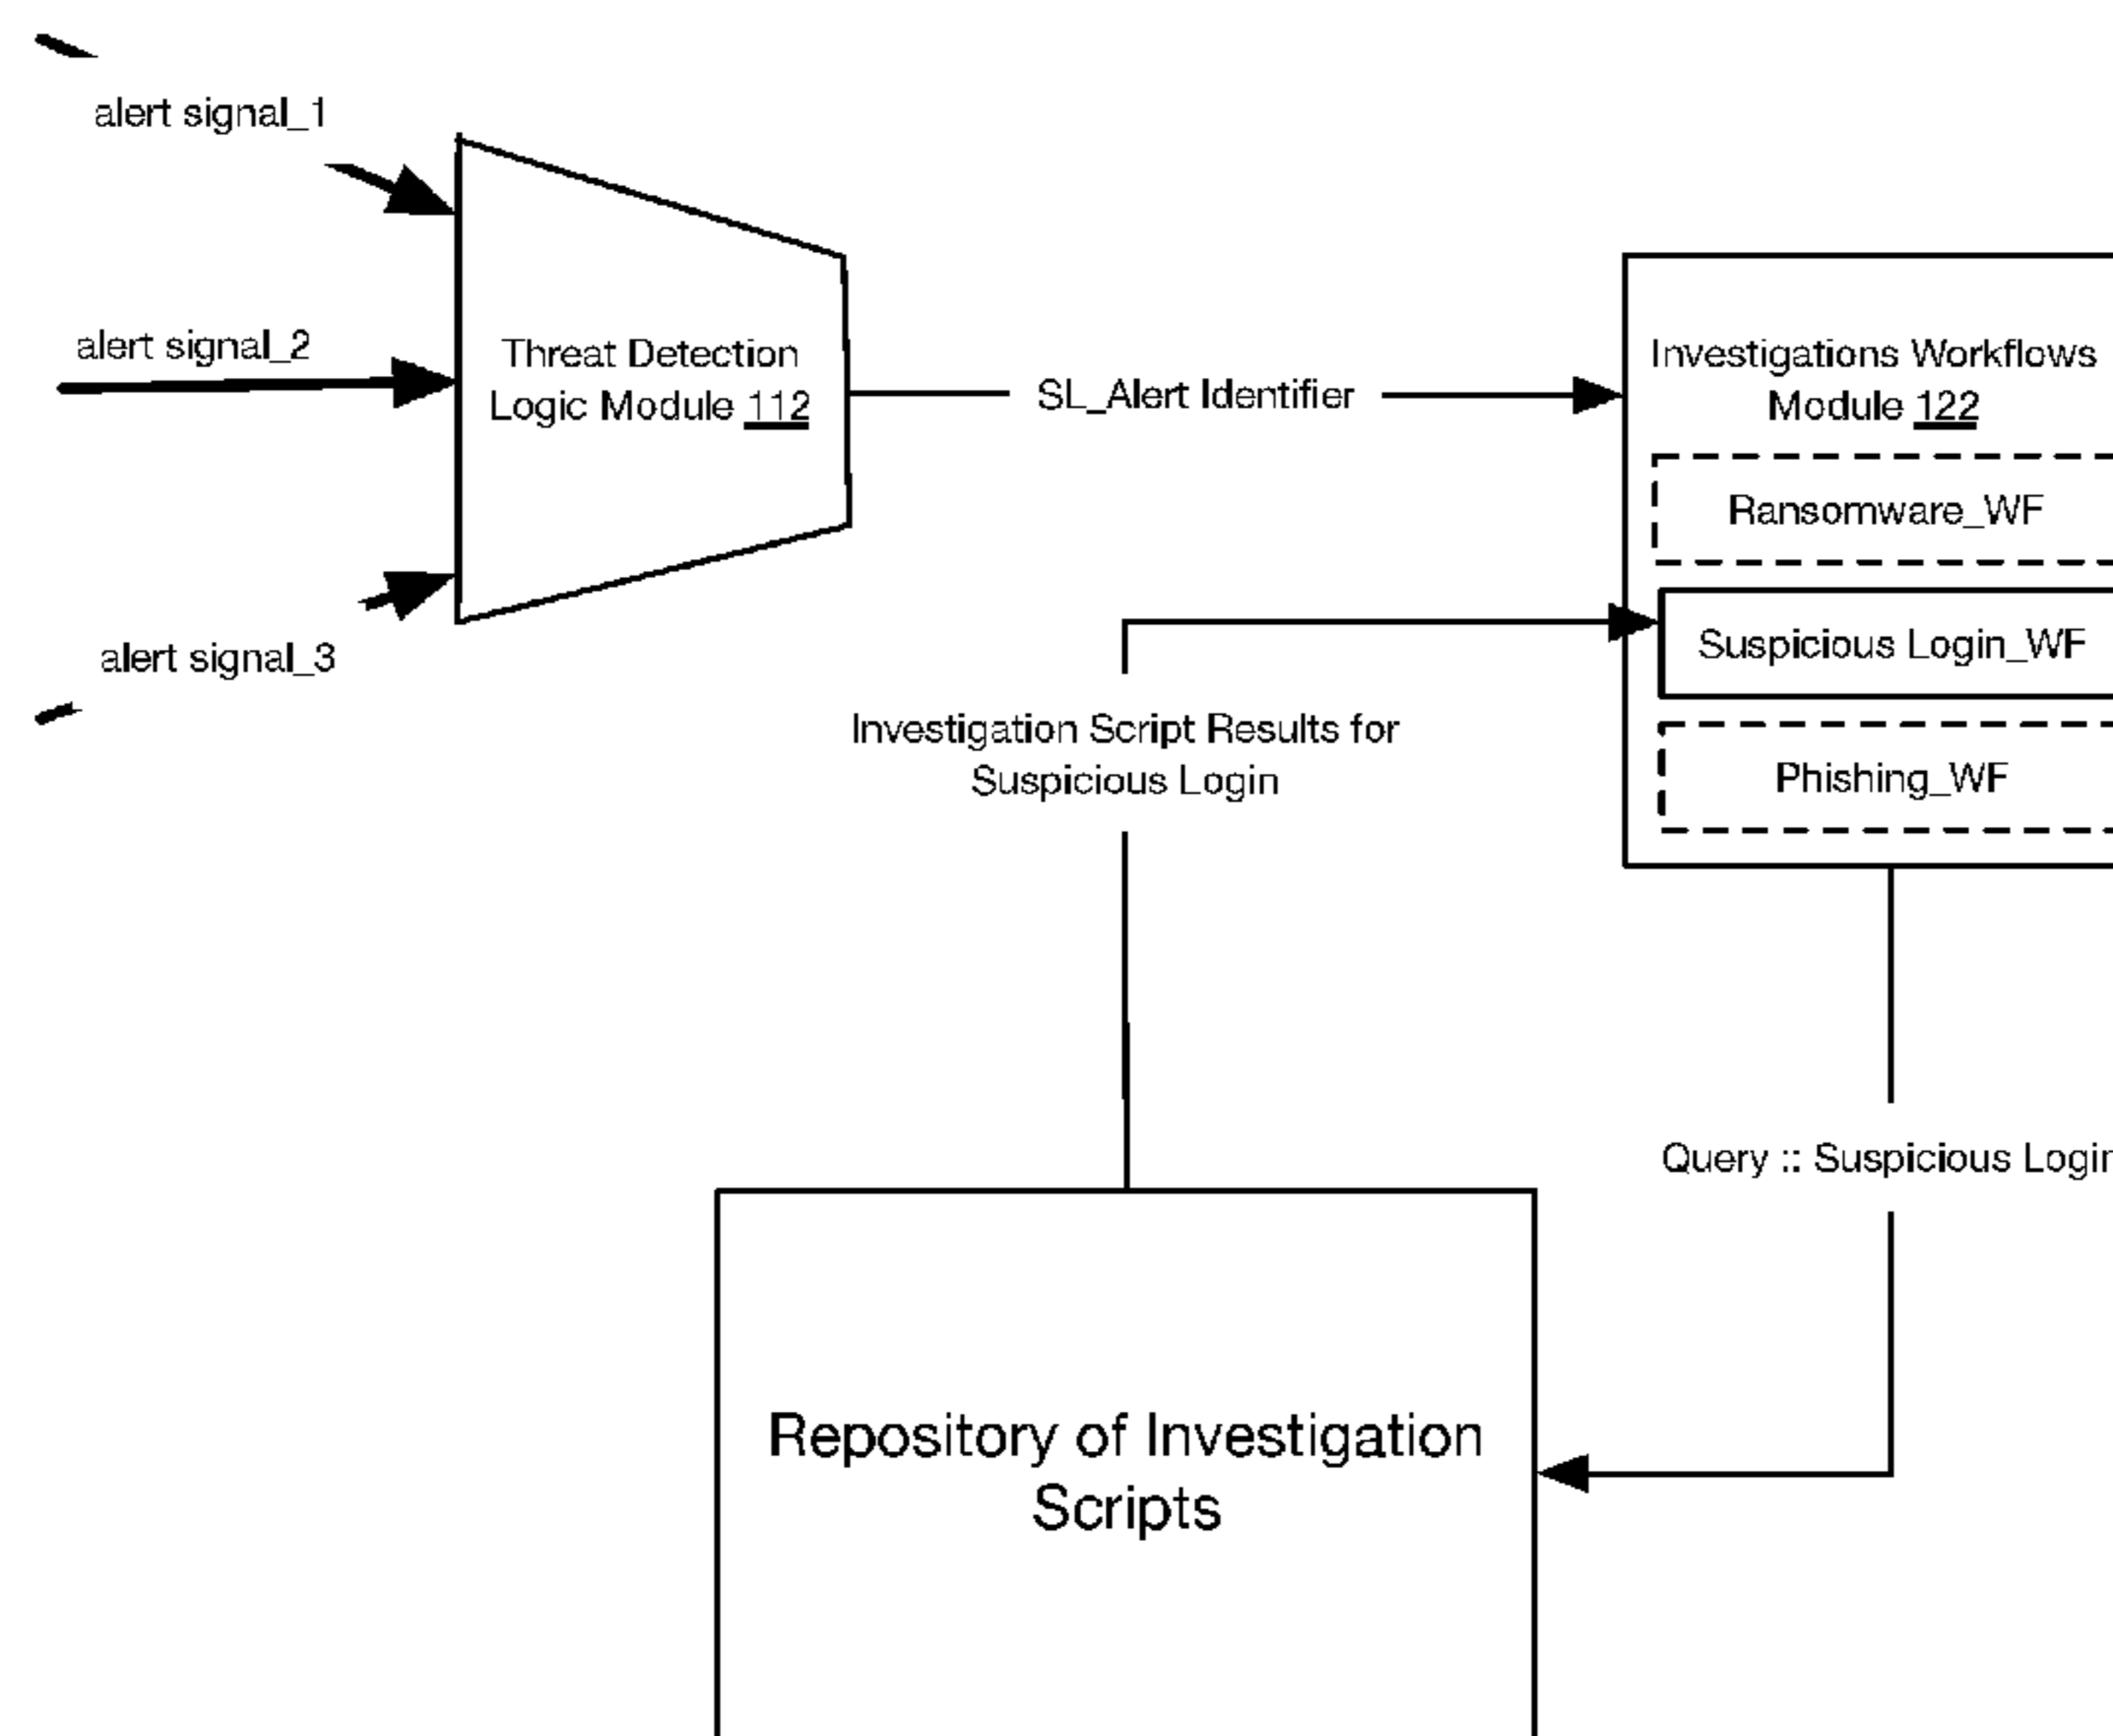 alert signal_1
alert signal_2
alert signal_3
Threat Detection
Logic Module 112
SL_Alert Identifier
Investigations Workflows
Module 122
Ransomware_WF
Suspicious Login_WF
Phishing_WF
Investigation Script Results for
Suspicious Login
Query :: Suspicious Login
Repository of Investigation
Scripts